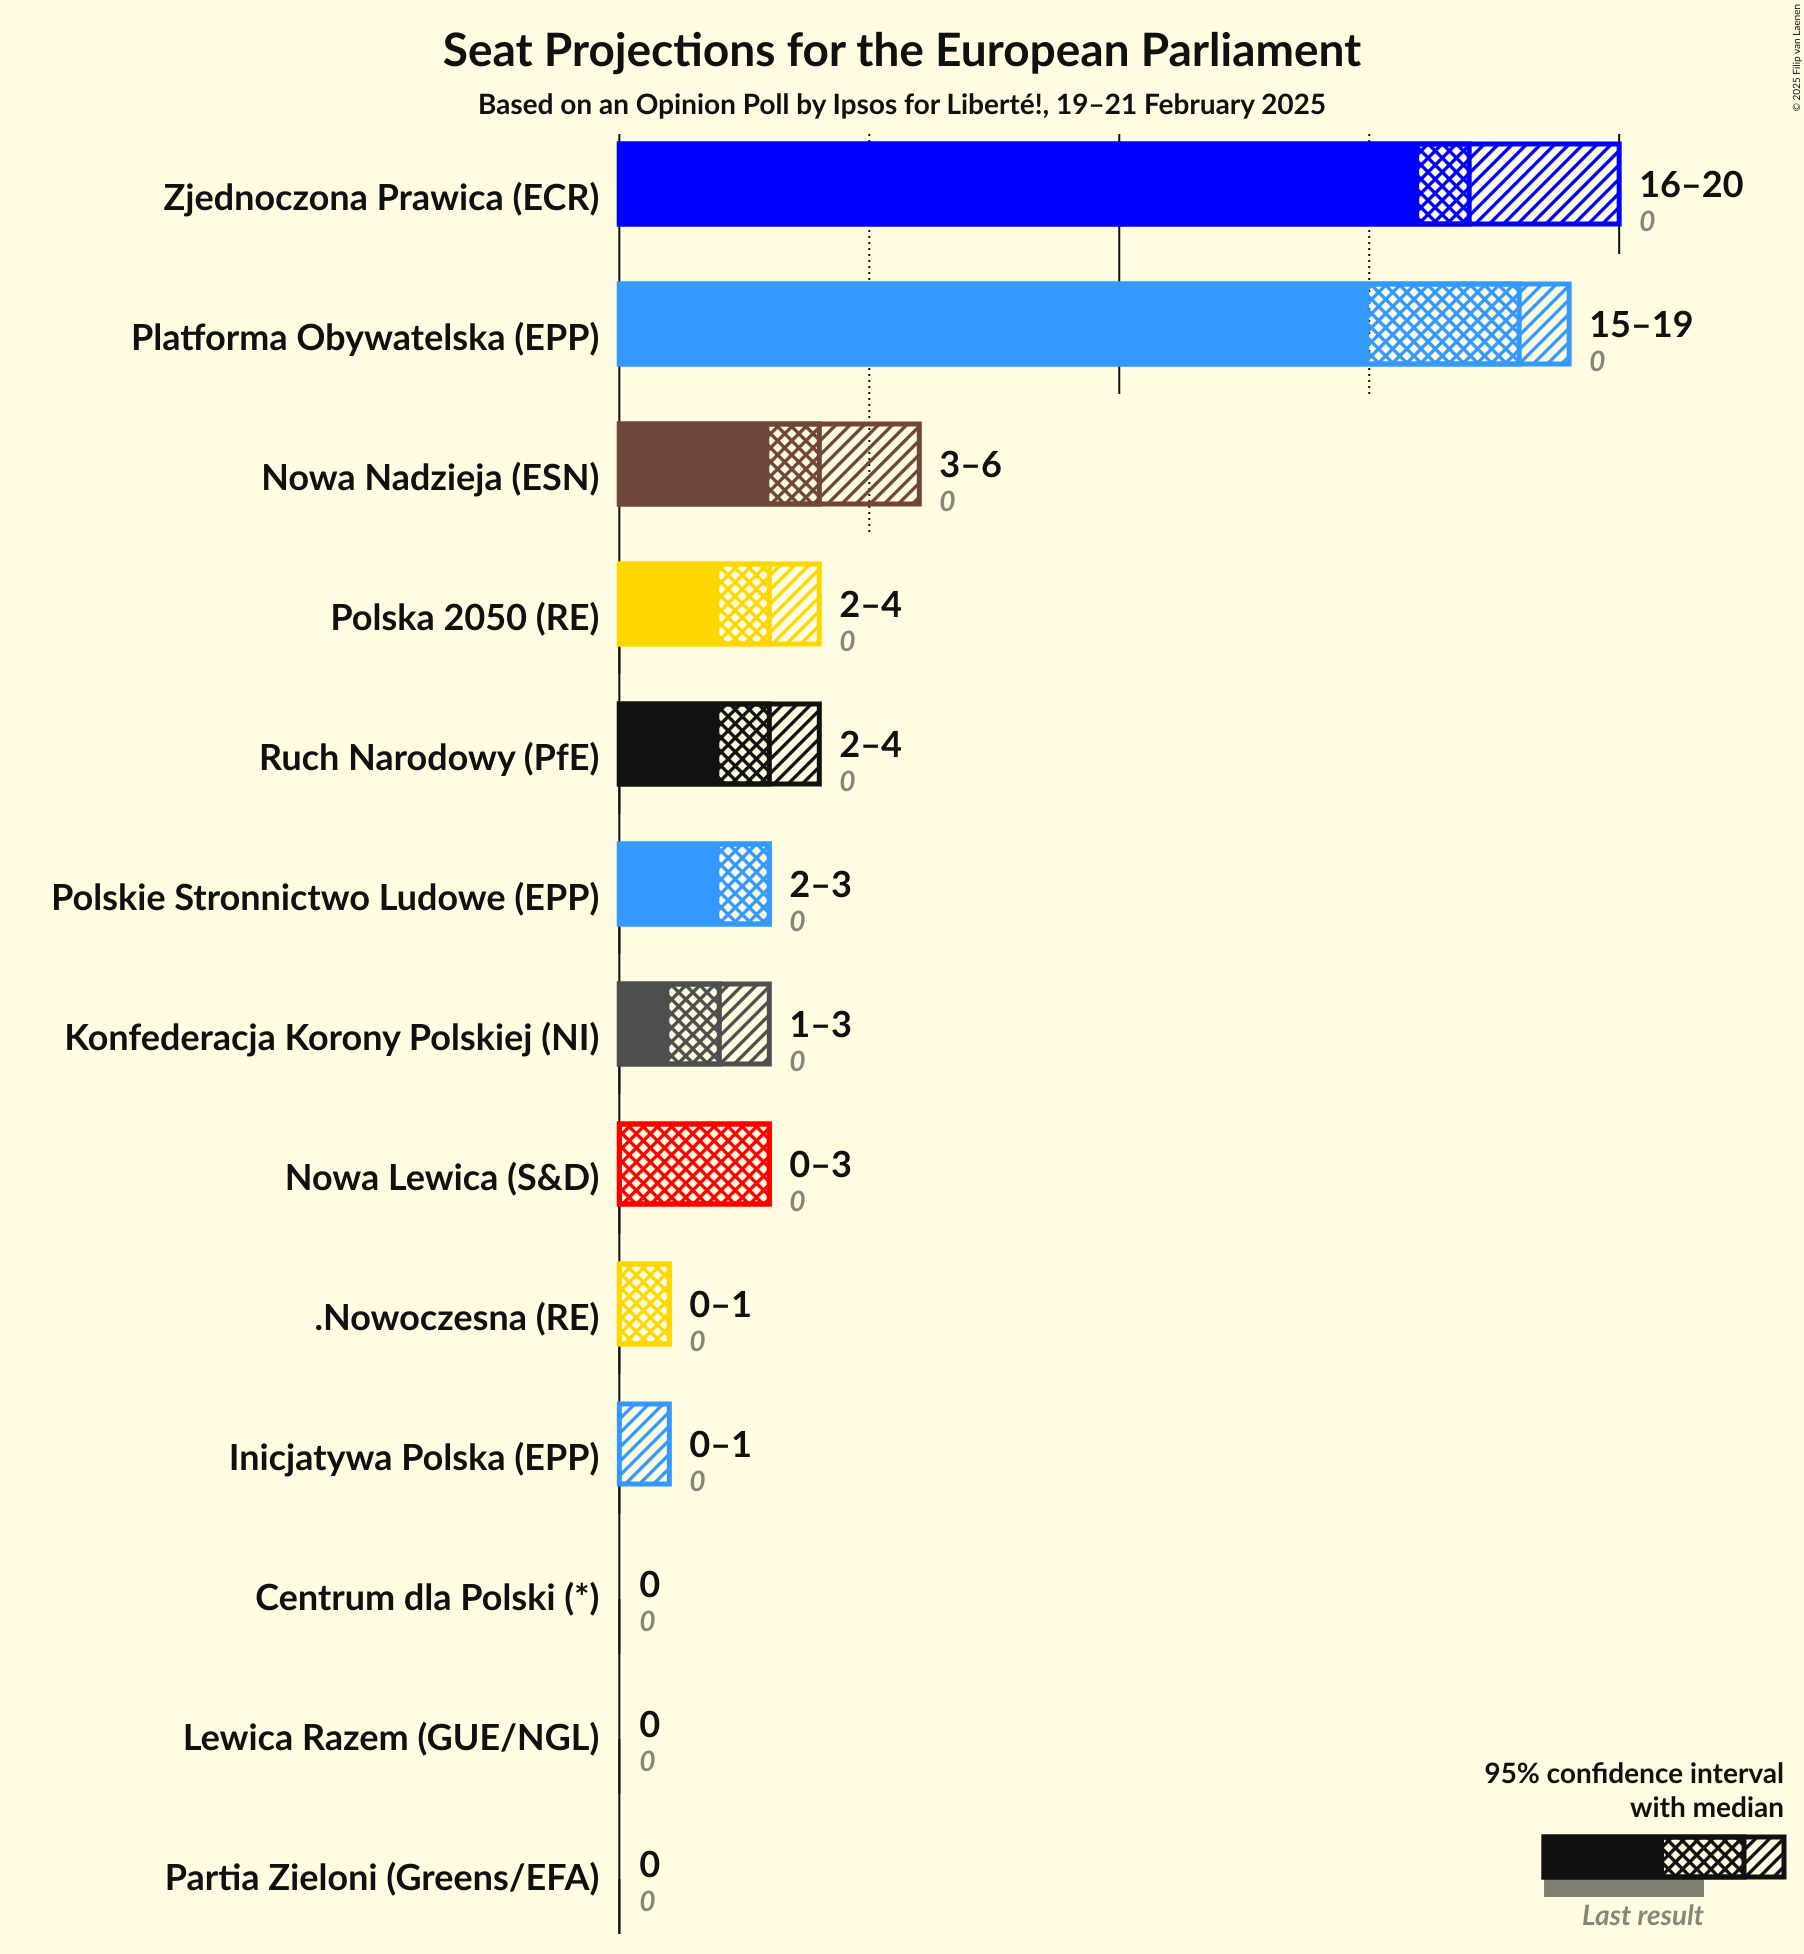 Seat Projections for the European Parliament
Based on an Opinion Poll by Ipsos for Liberté!, 19–21 February 2025
© 2025 Filip van Laenen
Zjednoczona Prawica (ECR)
16–20
0
Platforma Obywatelska (EPP)
15–19
0
Nowa Nadzieja (ESN)
3–6
0
Polska 2050 (RE)
2–4
0
Ruch Narodowy (PfE)
2–4
0
Polskie Stronnictwo Ludowe (EPP)
2–3
0
Konfederacja Korony Polskiej (NI)
1–3
0
Nowa Lewica (S&D)
0–3
0
.Nowoczesna (RE)
0–1
0
Inicjatywa Polska (EPP)
0–1
0
Centrum dla Polski (*)
0
0
Lewica Razem (GUE/NGL)
0
0
Partia Zieloni (Greens/EFA)
0
0
95% confidence interval
with median
Last result